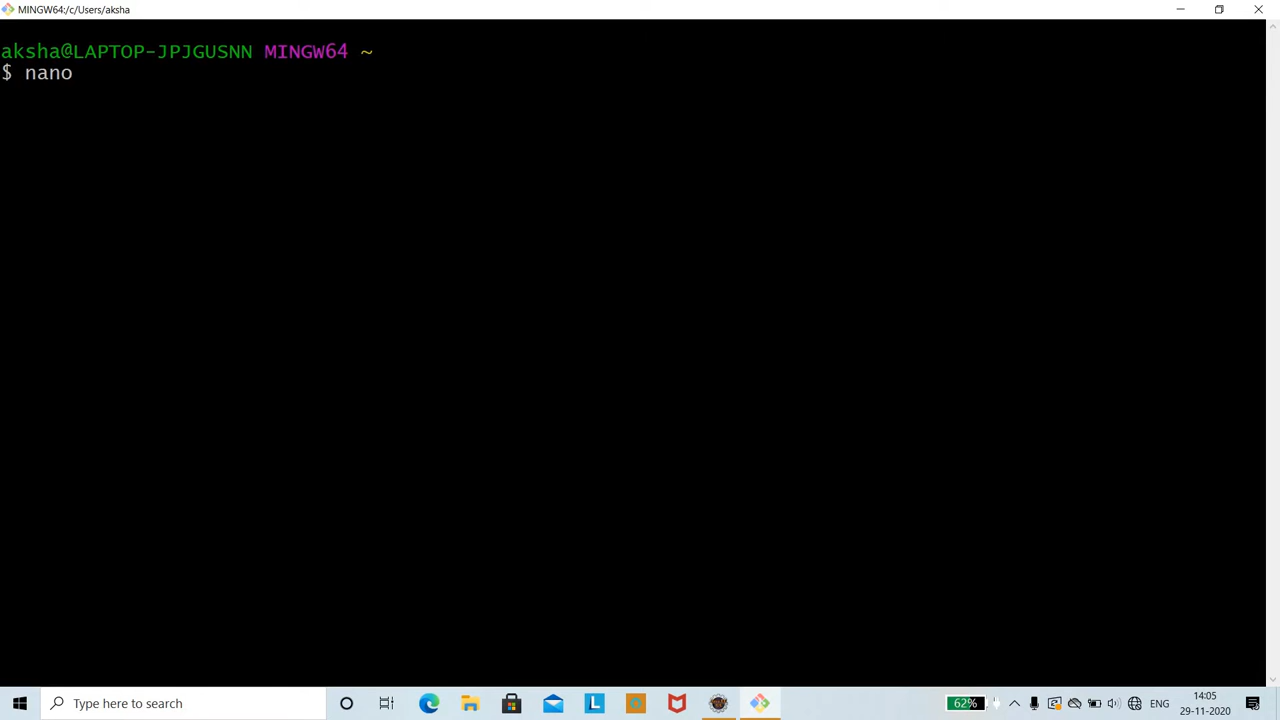 MINGW64:/c/Users/aksha
aksha@LAPTOP-JPJGUSNN MINGW64 ~
$ nano
Type here to search
L
62%
ENG
14:05
29-11-2020